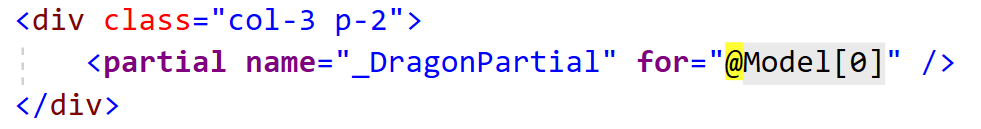 <div class="col-3 p-2">
    <partial name="_DragonPartial" for="@Model[0]" />
</div>